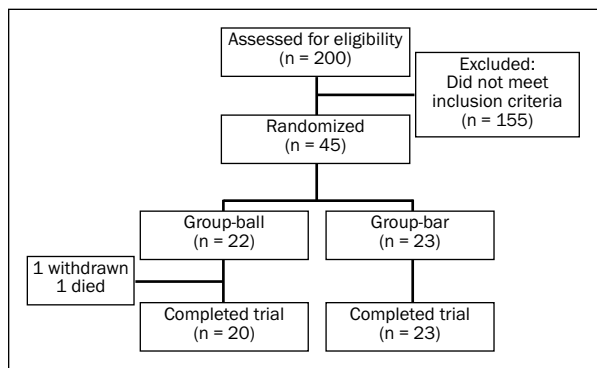 Assessed for eligibility
(n = 200)
Excluded:
Did not meet
inclusion criteria
(n = 155)
Randomized
(n = 45)
Group-ball
(n = 22)
Group-bar
(n = 23)
1 withdrawn
1 died
Completed trial
(n = 20)
Completed trial
(n = 23)